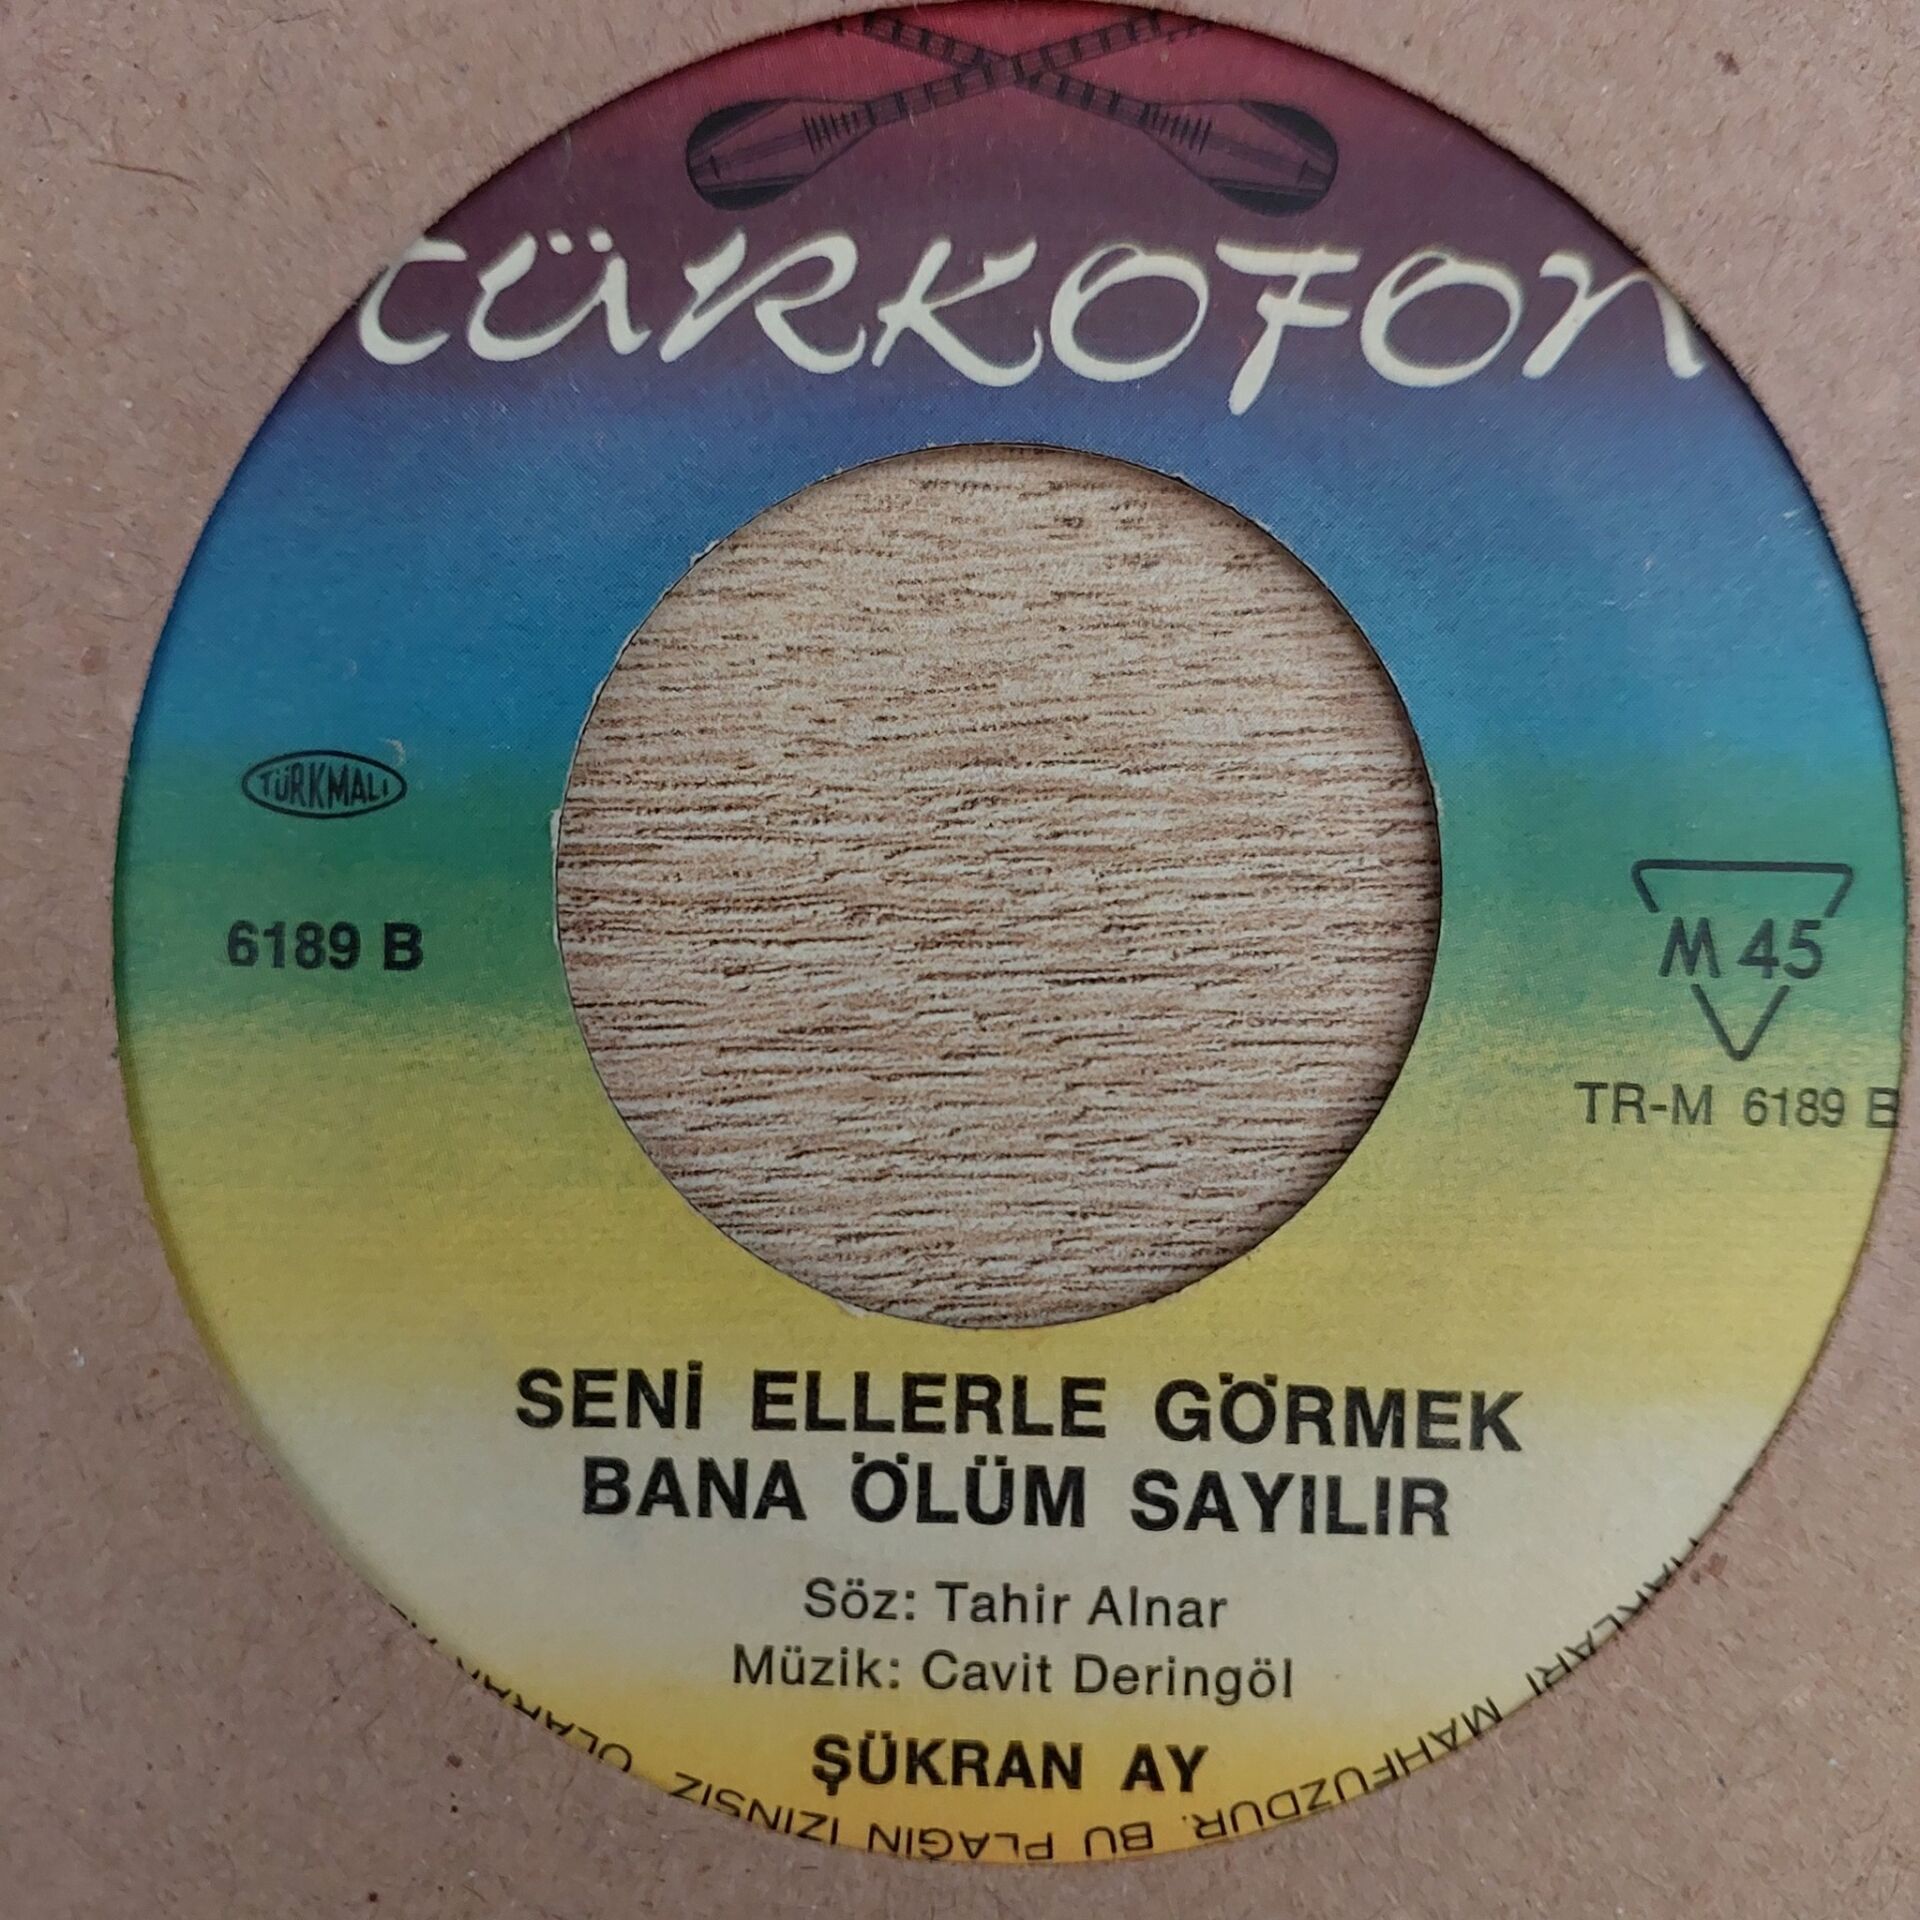 TÜRKOFON
TÜRKMALI
6189 B
M 45
TR-M 6189 B
SENİ ELLERLE GÖRMEK
BANA ÖLÜM SAYILIR
Söz: Tahir Alnar
Müzik: Cavit Deringöl
ŞÜKRAN AY
HAKLARI MAHFUZDUR. BU PLAĞIN İZİNSİZ OLARAK